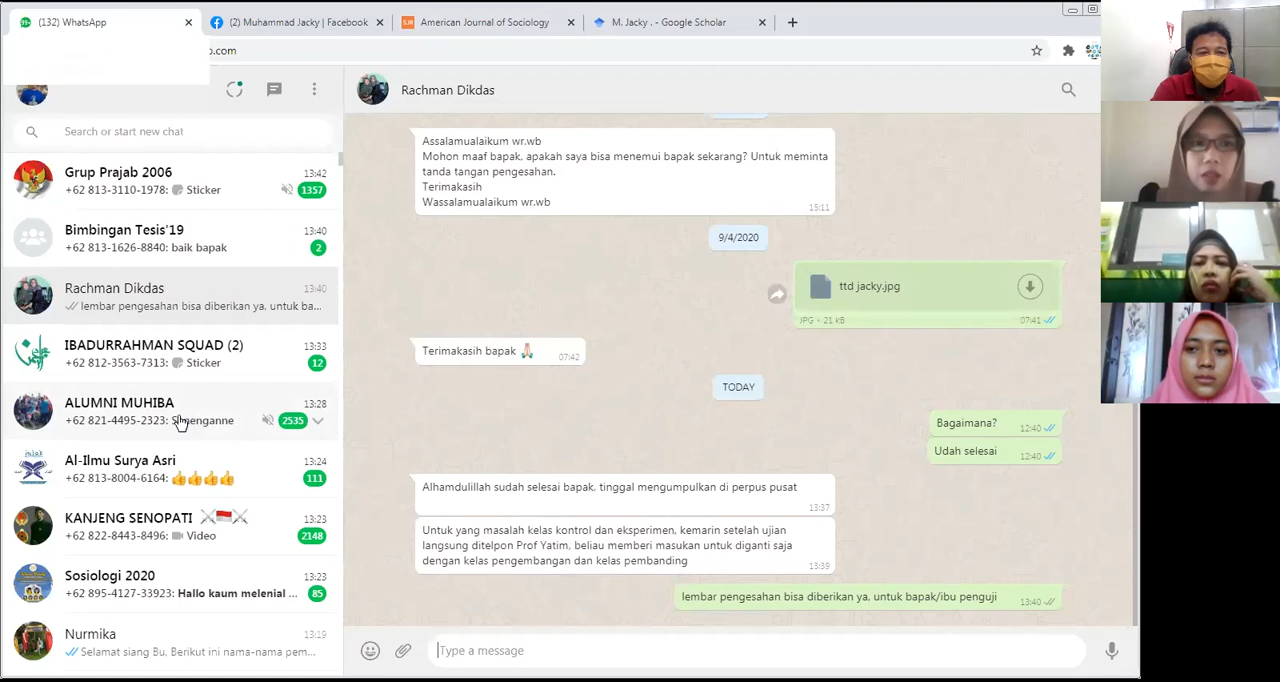 (132) WhatsApp
(2) Muhammad Jacky | Facebook
SJR
American Journal of Sociology
M. Jacky . - Google Scholar
Search or start new chat
Grup Prajab 2006
13:42
+62 813-3110-1978: Sticker
1357
Bimbingan Tesis'19
13:40
+62 813-1626-8840: baik bapak
2
Rachman Dikdas
13:40
lembar pengesahan bisa diberikan ya, untuk ba...
IBADURRAHMAN SQUAD (2)
13:33
+62 812-3563-7313: Sticker
12
ALUMNI MUHIBA
13:28
+62 821-4495-2323:
2535
Al-Ilmu Surya Asri
13:24
+62 813-8004-6164: 👍👍👍👍
111
KANJENG SENOPATI ⚔🇮🇩⚔
13:23
+62 822-8443-8496: Video
2148
Sosiologi 2020
13:23
+62 895-4127-33923: Hallo kaum melenial ...
85
Nurmika
13:19
Selamat siang Bu, Berikut ini nama-nama pem...
Rachman Dikdas
Assalamualaikum wr.wb
Mohon maaf bapak, apakah saya bisa menemui bapak sekarang? Untuk meminta
tanda tangan pengesahan.
Terimakasih
Wassalamualaikum wr.wb
15:11
9/4/2020
ttd jacky.jpg
JPG • 21 kB
07:41
Terimakasih bapak 🙏🏻
07:42
TODAY
Bagaimana?
12:40
Udah selesai
12:40
Alhamdulillah sudah selesai bapak, tinggal mengumpulkan di perpus pusat
13:37
Untuk yang masalah kelas kontrol dan eksperimen, kemarin setelah ujian
langsung ditelpon Prof Yatim, beliau memberi masukan untuk diganti saja
dengan kelas pengembangan dan kelas pembanding
13:39
lembar pengesahan bisa diberikan ya, untuk bapak/ibu penguji
13:40
Type a message